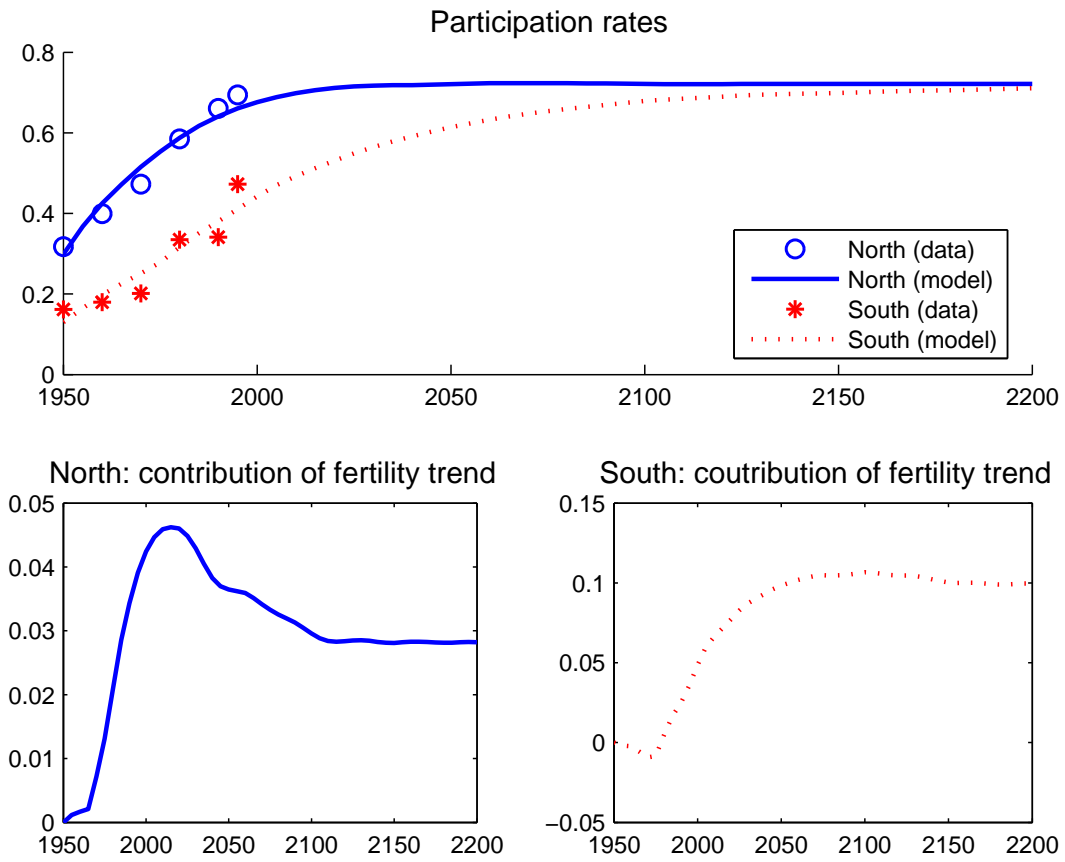 Participation rates
0.8
0.6
0.4
0.2
0
1950 2000 2050 2100 2150 2200
North (data)
North (model)
South (data)
South (model)
North: contribution of fertility trend
0.05
0.04
0.03
0.02
0.01
0
1950 2000 2050 2100 2150 2200
South: coutribution of fertility trend
0.15
0.1
0.05
0
−0.05
1950 2000 2050 2100 2150 2200